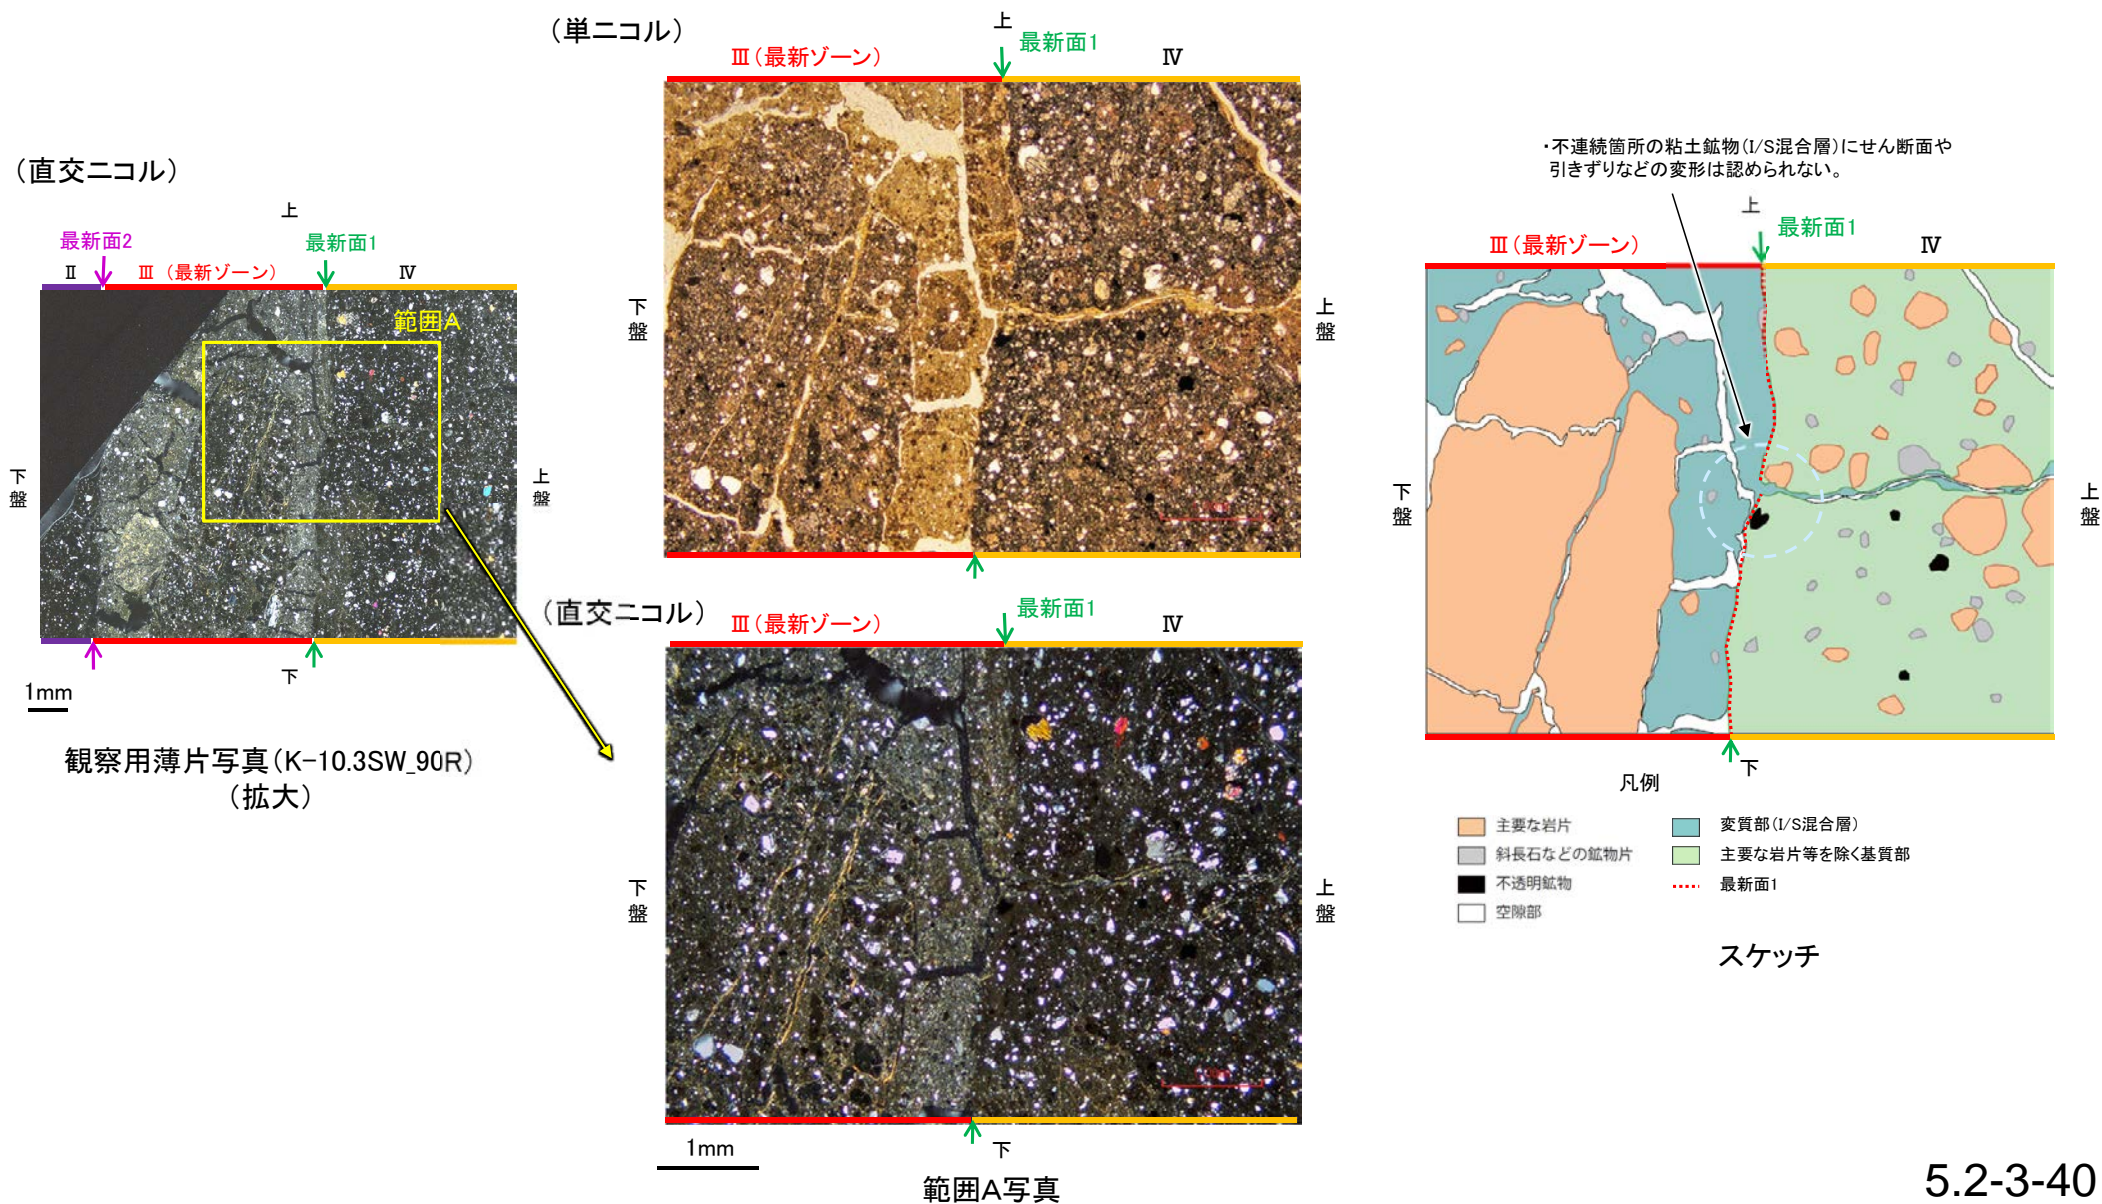 （直交ニコル）
上
最新面2
最新面1
Ⅱ
Ⅲ（最新ゾーン）
Ⅳ
範囲A
下盤
上盤
下
1mm
観察用薄片写真(K-10.3SW_90R)
（拡大）
（単ニコル）
上
最新面1
Ⅲ（最新ゾーン）
Ⅳ
下盤
上盤
（直交ニコル）
最新面1
Ⅲ（最新ゾーン）
Ⅳ
下盤
上盤
下
1mm
範囲A写真
・不連続箇所の粘土鉱物(I/S混合層)にせん断面や
引きずりなどの変形は認められない。
上
最新面1
Ⅲ（最新ゾーン）
Ⅳ
下盤
上盤
下
凡例
主要な岩片
斜長石などの鉱物片
不透明鉱物
空隙部
変質部(I/S混合層)
主要な岩片等を除く基質部
最新面1
スケッチ
5.2-3-40